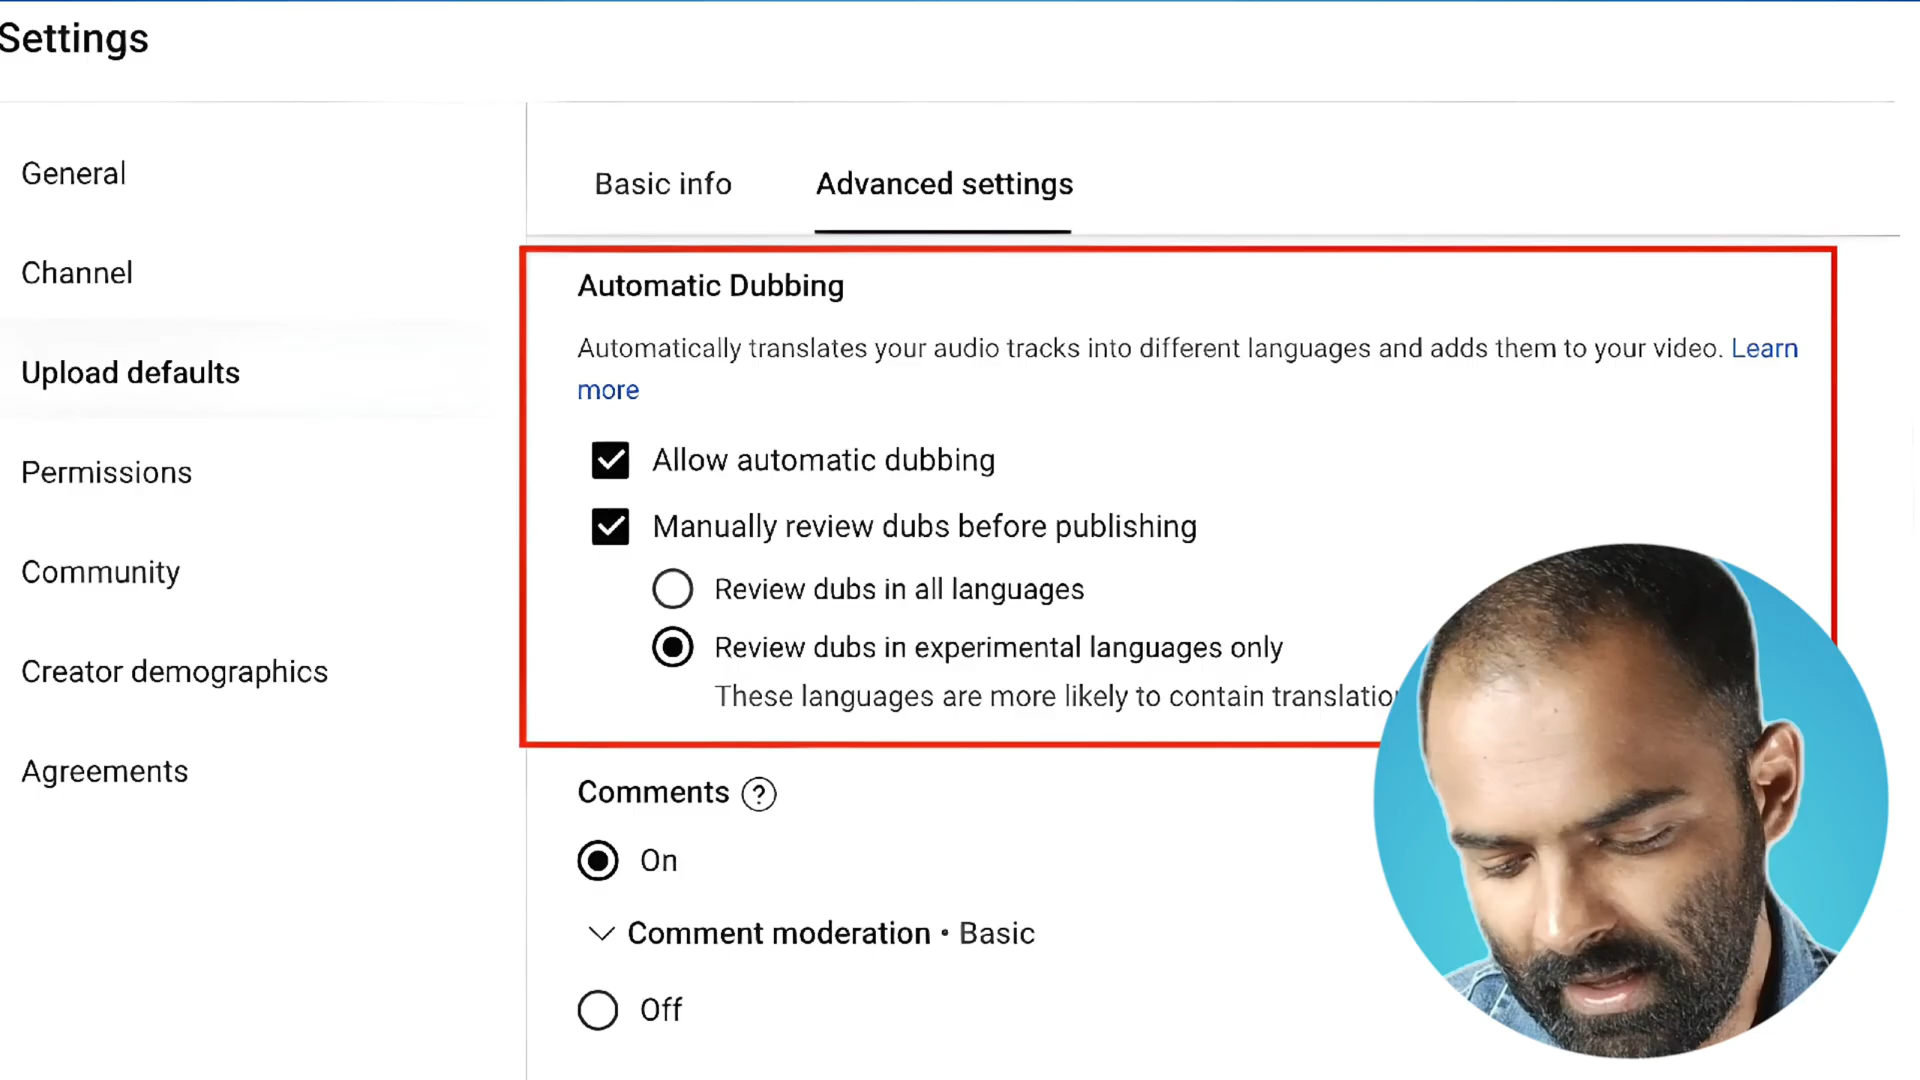 Settings
General
Channel
Upload defaults
Permissions
Community
Creator demographics
Agreements
Basic info
Advanced settings
Automatic Dubbing
Automatically translates your audio tracks into different languages and adds them to your video. Learn
more
Allow automatic dubbing
Manually review dubs before publishing
Review dubs in all languages
Review dubs in experimental languages only
These languages are more likely to contain
Comments ?
On
Comment moderation • Basic
Off